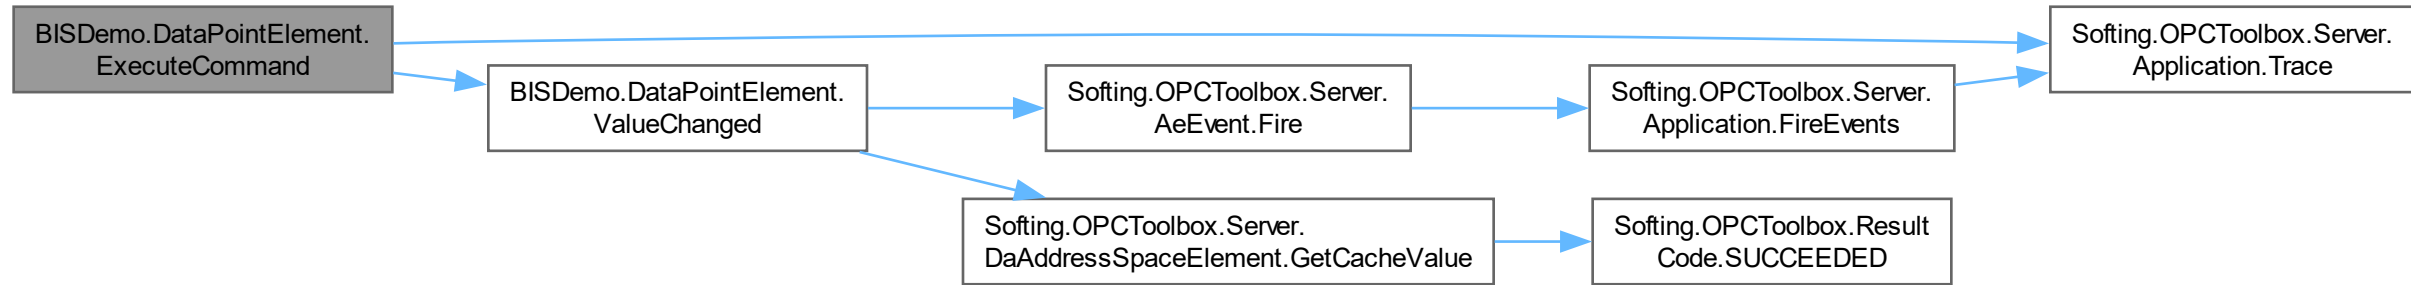 BISDemo.DataPointElement.
ExecuteCommand
BISDemo.DataPointElement.
ValueChanged
Softing.OPCToolbox.Server.
AeEvent.Fire
Softing.OPCToolbox.Server.
Application.FireEvents
Softing.OPCToolbox.Server.
Application.Trace
Softing.OPCToolbox.Server.
DaAddressSpaceElement.GetCacheValue
Softing.OPCToolbox.Result
Code.SUCCEEDED